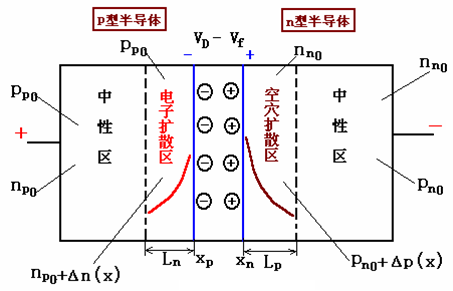 p型半导体
n型半导体
p_p0
－
V_D － V_f
＋
n_n0
n_n0
p_p0
中性区
电子扩散区
空穴扩散区
中性区
＋
－
n_p0
p_n0
n_p0+Δn(x)
L_n
x_p
x_n
L_p
p_n0+Δp(x)